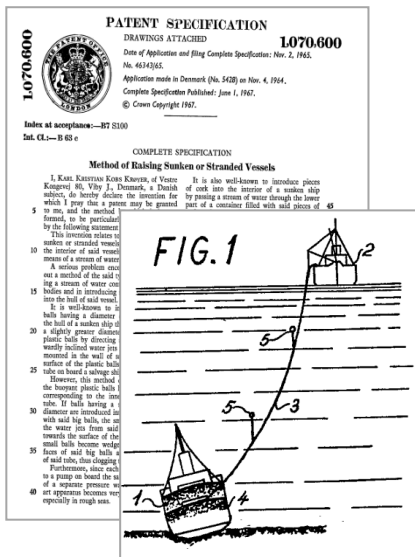 PATENT SPECIFICATION
1.070.600
DRAWINGS ATTACHED
1.070.600
Date of Application and filing Complete Specification: Nov. 2, 1965.
No. 46343/65.
Application made in Denmark (No. 5428) on Nov. 4, 1964.
Complete Specification Published: June 1, 1967.
© Crown Copyright 1967.
THE PATENT OFFICE
LONDON
Index at acceptance:—B7 S100
Int. Cl.:—B 63 c
COMPLETE SPECIFICATION
Method of Raising Sunken or Stranded Vessels
I, KARL KRISTIAN KOBS KRØYER, of Vestre
Kongevej 80, Viby J., Denmark, a Danish
subject, do hereby declare the invention for
which I pray that a patent may be granted
5 to me, and the method
formed, to be particular
by the following statement
This invention relates to
sunken or stranded vessels
10 the interior of said vessel
means of a stream of water
A serious problem enc
out a method of the said ty
ing a stream of water con
15 bodies and in introducing
into the hull of said vessel.
It is well-known to in
balls having a diameter
the hull of a sunken ship th
20 a slightly greater diamete
plastic balls by directing
wardly inclined water jets
mounted in the wall of a
surface of the plastic balls
25 tube on board a salvage shi
However, this method
the buoyant plastic balls
corresponding to the inne
tube. If balls having a
30 diameter are introduced in
with said big balls, the sm
the water jets from said
towards the surface of the
small balls become wedge
35 faces of said big balls a
of said tube, thus clogging
Furthermore, since each
to a pump on board the sa
of a separate pressure wa
40 art apparatus becomes very
especially in rough seas.
It is also well-known to introduce pieces
of cork into the interior of a sunken ship
by passing a stream of water through the lower
part of a container filled with said pieces of 45
FIG.1
2
5
5
3
1
4